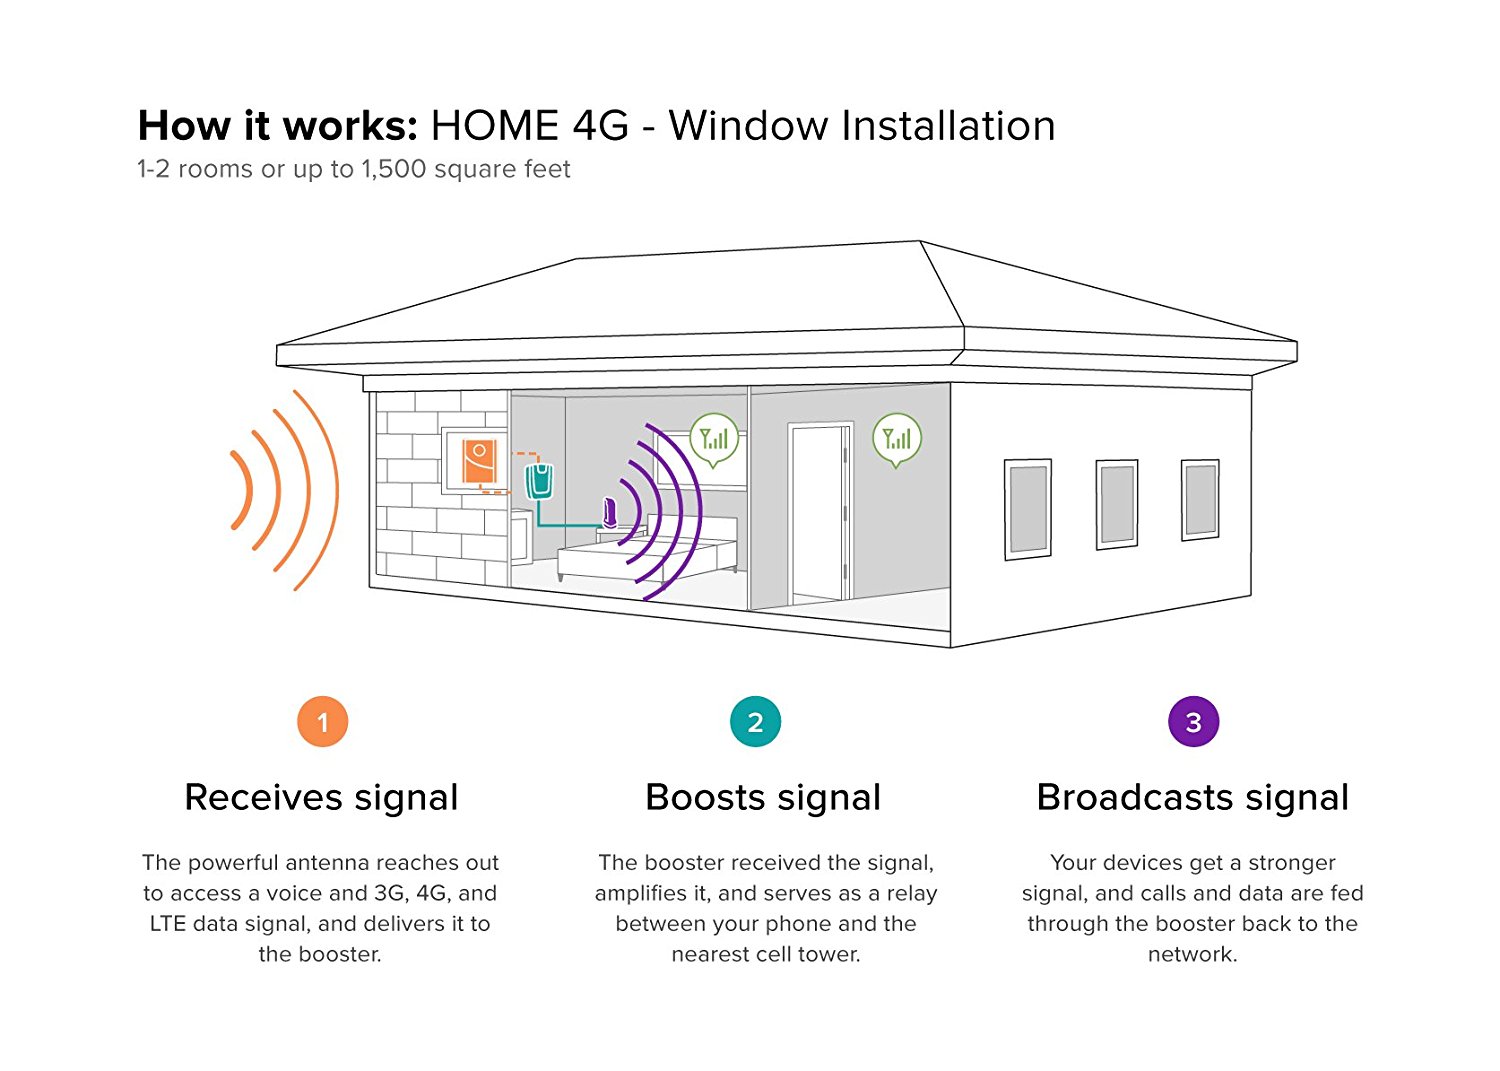 How it works: HOME 4G - Window Installation
1-2 rooms or up to 1,500 square feet
1
Receives signal
The powerful antenna reaches out
to access a voice and 3G, 4G, and
LTE data signal, and delivers it to
the booster.
2
Boosts signal
The booster received the signal,
amplifies it, and serves as a relay
between your phone and the
nearest cell tower.
3
Broadcasts signal
Your devices get a stronger
signal, and calls and data are fed
through the booster back to the
network.